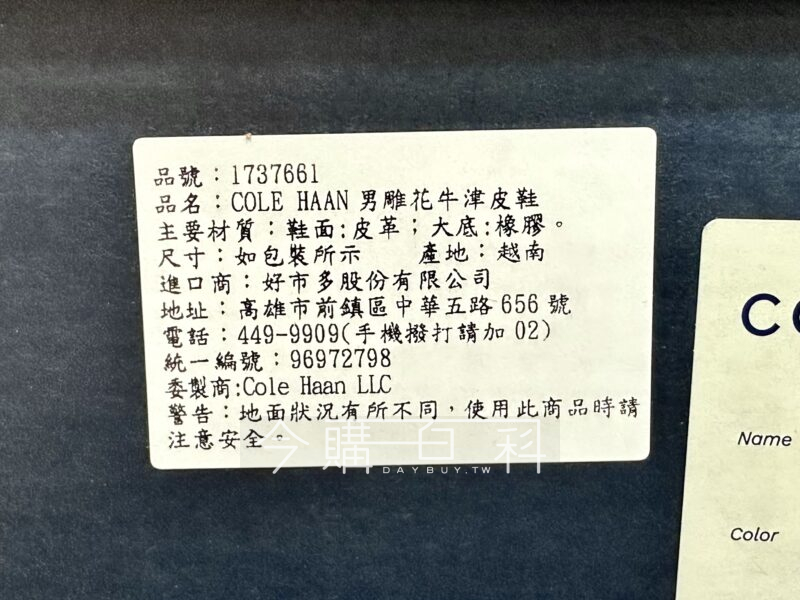 品號：1737661
品名：COLE HAAN 男雕花牛津皮鞋
主要材質：鞋面:皮革；大底:橡膠。
尺寸：如包裝所示 產地：越南
進口商：好市多股份有限公司
地址：高雄市前鎮區中華五路656號
電話：449-9909(手機撥打請加02)
統一編號：96972798
委製商:Cole Haan LLC
警告：地面狀況有所不同，使用此商品時請
注意安全。
今購百科
DAYBUY.TW
CO
Name
Color